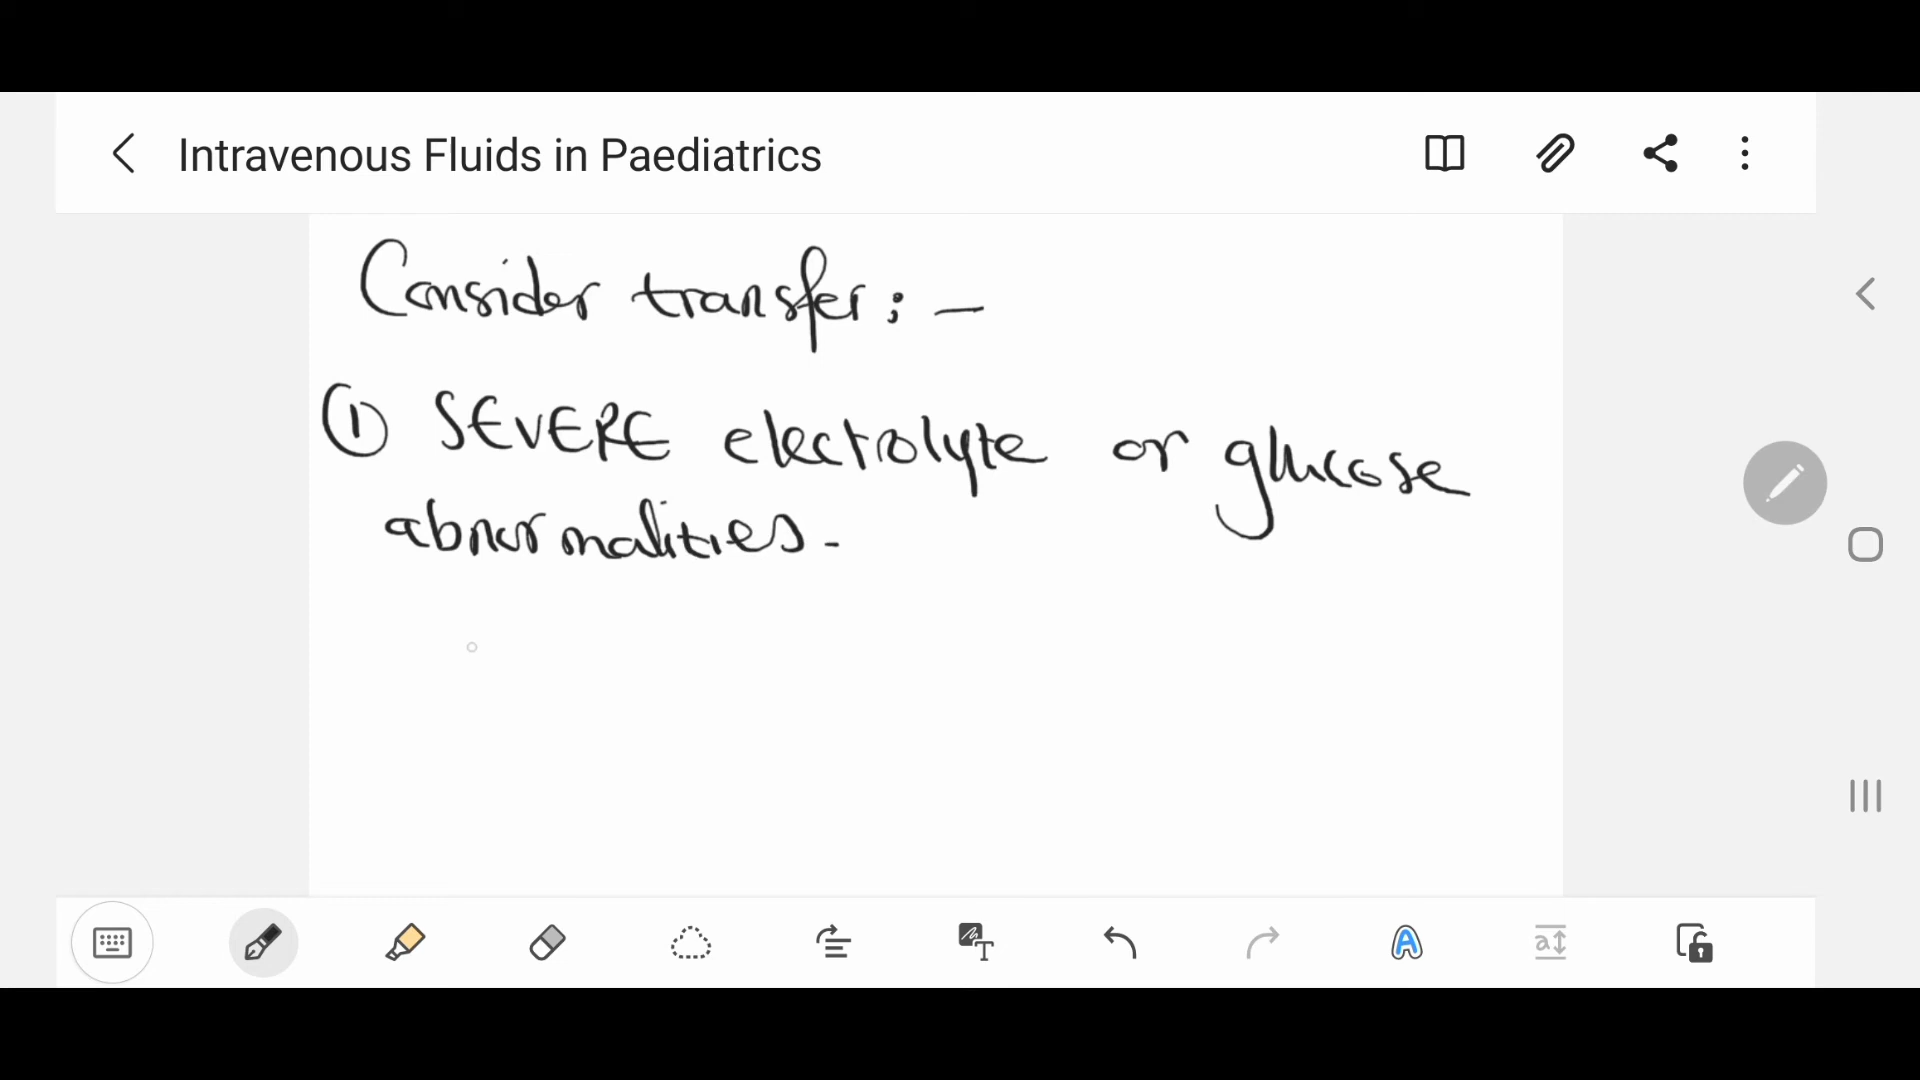 Intravenous Fluids in Paediatrics
Consider transfer: -
① SEVERE electrolyte or glucose
abnormalities.